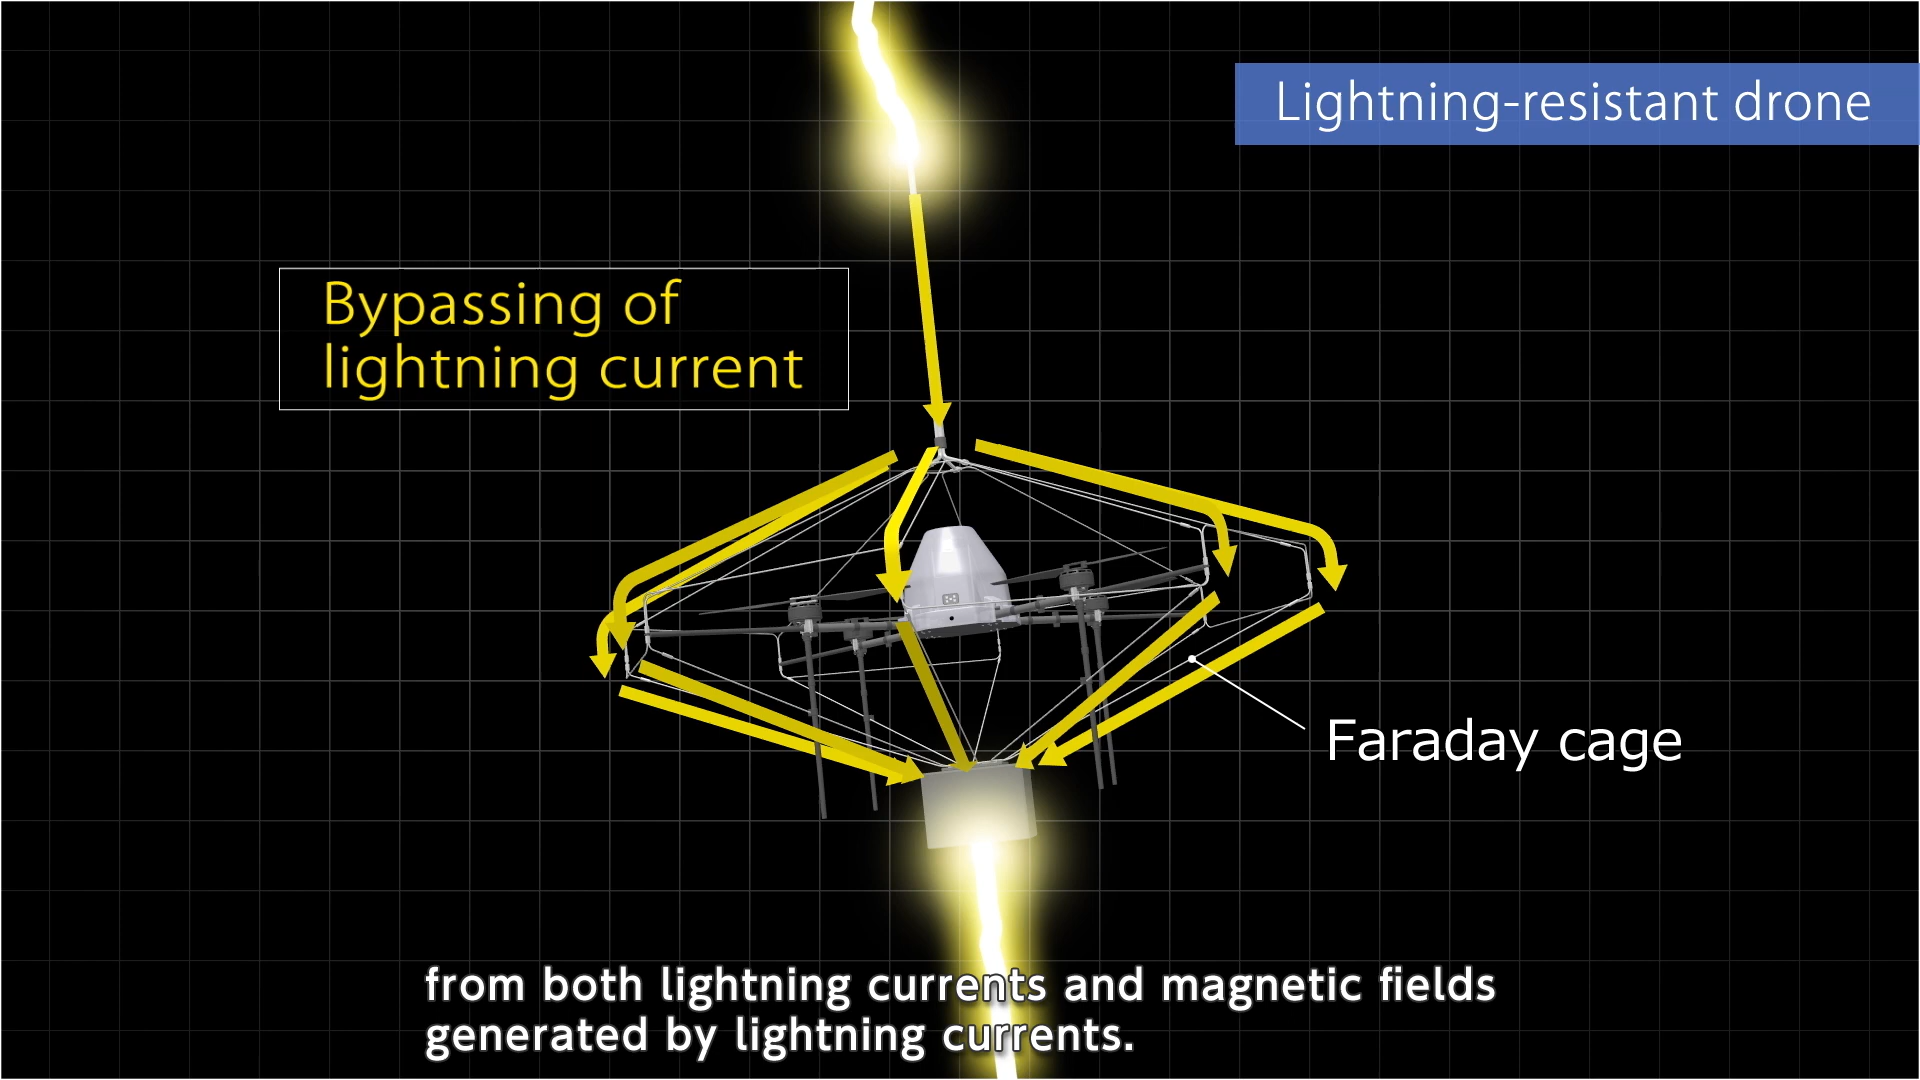 Lightning-resistant drone
Bypassing of
lightning current
Faraday cage
from both lightning currents and magnetic fields
generated by lightning currents.